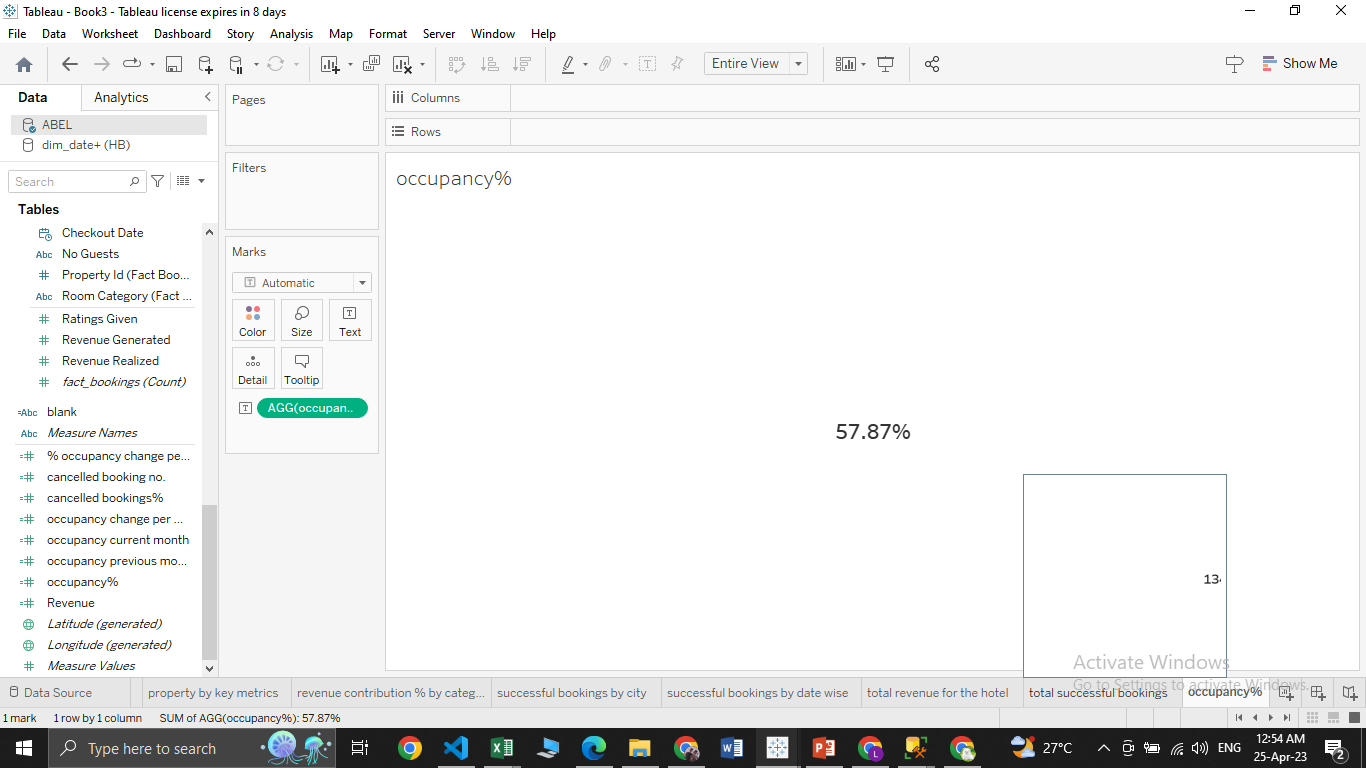 Tableau - Book3 - Tableau license expires in 8 days
File Data Worksheet Dashboard Story Analysis Map Format Server Window Help
Entire View
Show Me
Data Analytics
ABEL
dim_date+ (HB)
Search
Tables
Checkout Date
Abc No Guests
Property Id (Fact Boo...
Abc Room Category (Fact ...
Ratings Given
Revenue Generated
Revenue Realized
fact_bookings (Count)
=Abc blank
Abc Measure Names
% occupancy change pe...
cancelled booking no.
cancelled bookings%
occupancy change per ...
occupancy current month
occupancy previous mo...
occupancy%
Revenue
Latitude (generated)
Longitude (generated)
Measure Values
Pages
Filters
Marks
Automatic
Color Size Text
Detail Tooltip
AGG(occupan..
Columns
Rows
occupancy%
57.87%
13
Activate Windows
Go to Settings to activate Windows.
Data Source property by key metrics revenue contribution % by categ... successful bookings by city successful bookings by date wise total revenue for the hotel total successful bookings occupancy%
1 mark 1 row by 1 column SUM of AGG(occupancy%): 57.87%
Type here to search
27°C
ENG
12:54 AM
25-Apr-23
2